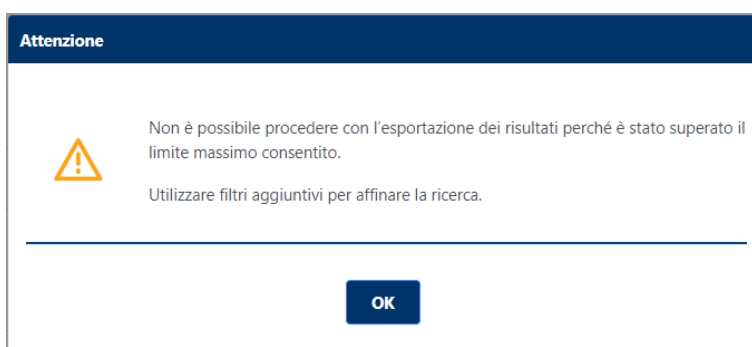 Attenzione
Non è possibile procedere con l'esportazione dei risultati perché è stato superato il
limite massimo consentito.
Utilizzare filtri aggiuntivi per affinare la ricerca.
OK